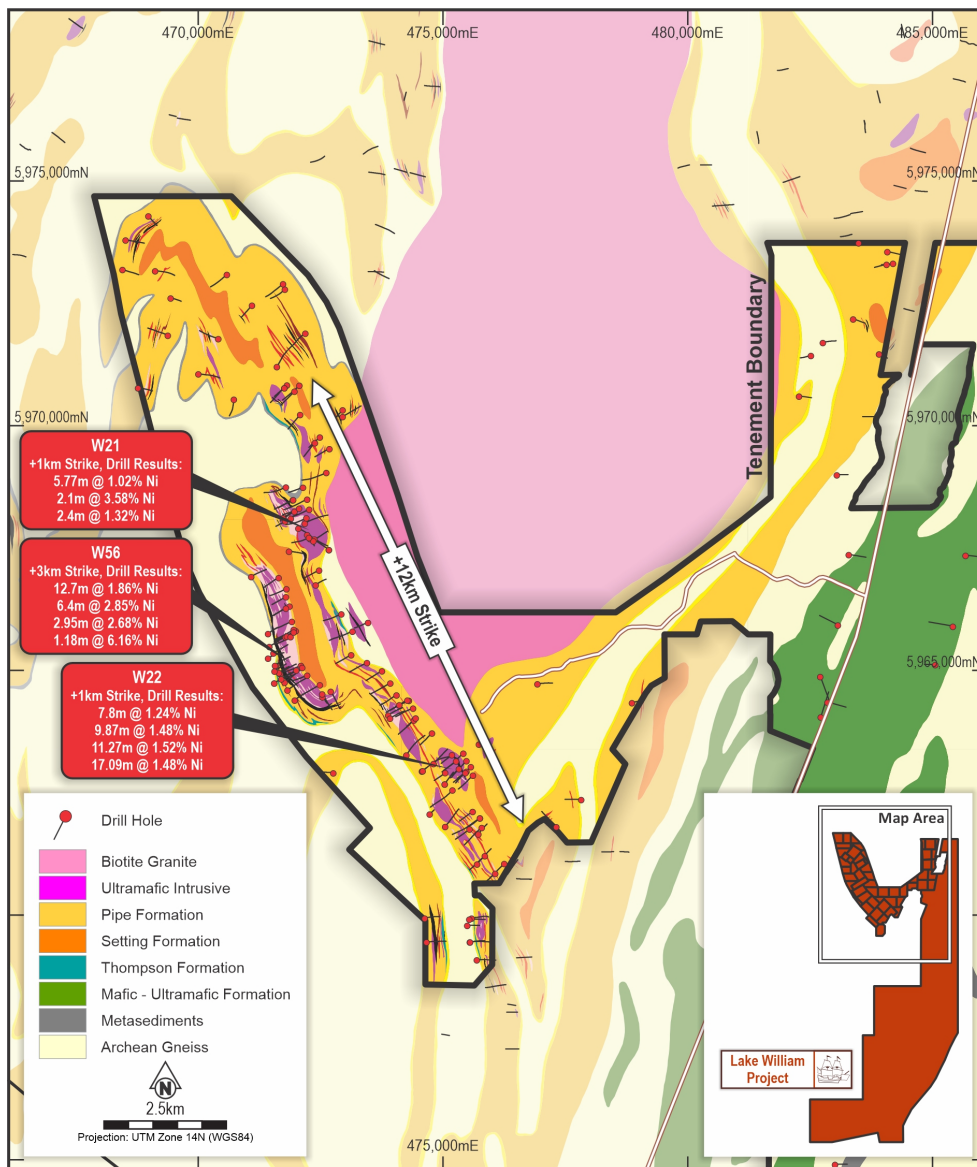 470,000mE
475,000mE
480,000mE
485,000mE
5,975,000mN
5,975,000mN
Tenement Boundary
5,970,000mN
5,970,000mN
W21
+1km Strike, Drill Results:
5.77m @ 1.02% Ni
2.1m @ 3.58% Ni
2.4m @ 1.32% Ni
W56
+3km Strike, Drill Results:
12.7m @ 1.86% Ni
6.4m @ 2.85% Ni
2.95m @ 2.68% Ni
1.18m @ 6.16% Ni
+12km Strike
5,965,000mN
W22
+1km Strike, Drill Results:
7.8m @ 1.24% Ni
9.87m @ 1.48% Ni
11.27m @ 1.52% Ni
17.09m @ 1.48% Ni
Drill Hole
Biotite Granite
Ultramafic Intrusive
Pipe Formation
Setting Formation
Thompson Formation
Mafic - Ultramafic Formation
Metasediments
Archean Gneiss
N
2.5km
Projection: UTM Zone 14N (WGS84)
475,000mE
Map Area
Lake William
Project